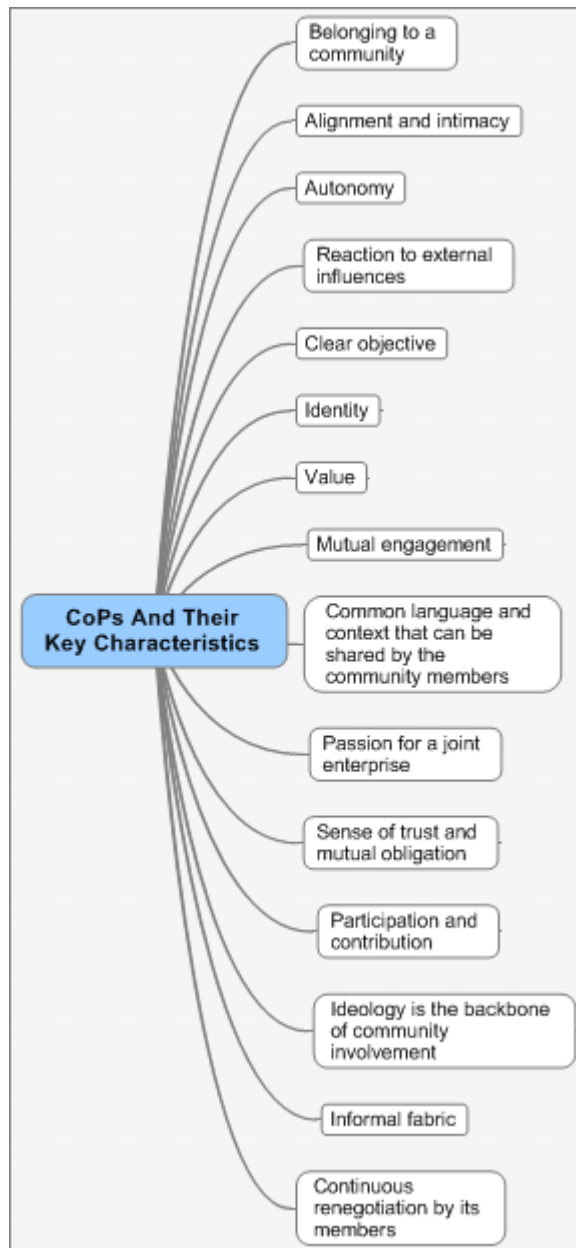 Belonging to a
community
Alignment and intimacy
Autonomy
Reaction to external
influences
Clear objective
Identity
Value
Mutual engagement
CoPs And Their
Key Characteristics
Common language and
context that can be
shared by the
community members
Passion for a joint
enterprise
Sense of trust and
mutual obligation
Participation and
contribution
Ideology is the backbone
of community
involvement
Informal fabric
Continuous
renegotiation by its
members